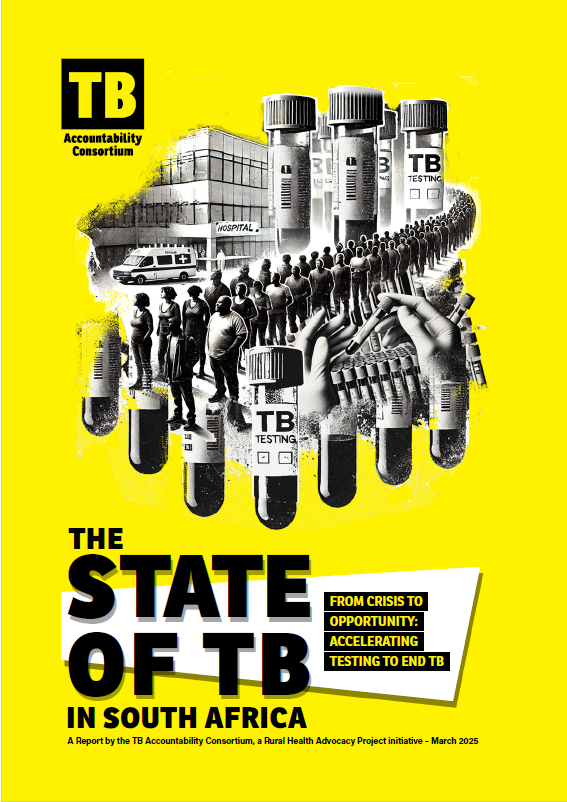 TB
Accountability
Consortium
HOSPITAL
TB
TESTING
TB
TESTING
THE
STATE
OF TB
IN SOUTH AFRICA
FROM CRISIS TO
OPPORTUNITY:
ACCELERATING
TESTING TO END TB
A Report by the TB Accountability Consortium, a Rural Health Advocacy Project initiative – March 2025